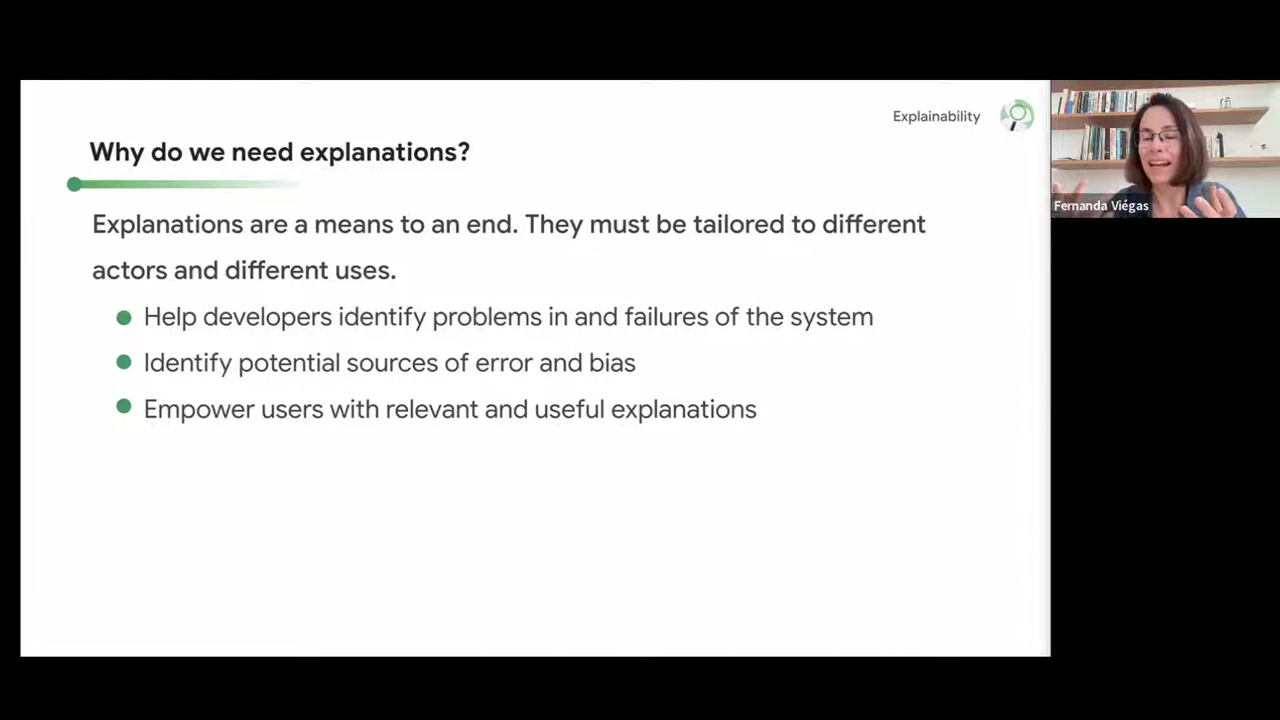 Explainability
Why do we need explanations?
Explanations are a means to an end. They must be tailored to different
actors and different uses.
Help developers identify problems in and failures of the system
Identify potential sources of error and bias
Empower users with relevant and useful explanations
Fernanda Viégas